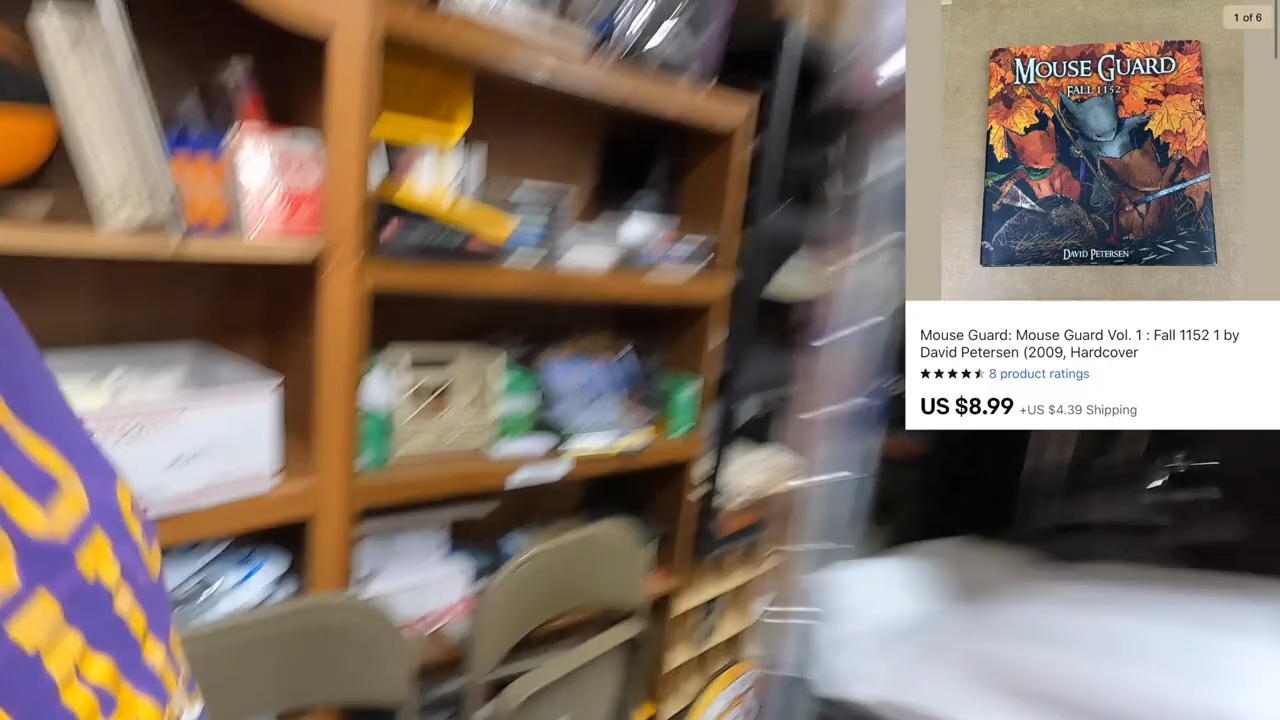 1 of 6
MOUSE GUARD
FALL 1152
DAVID PETERSEN
Mouse Guard: Mouse Guard Vol. 1 : Fall 1152 1 by
David Petersen (2009, Hardcover
8 product ratings
US $8.99 +US $4.39 Shipping